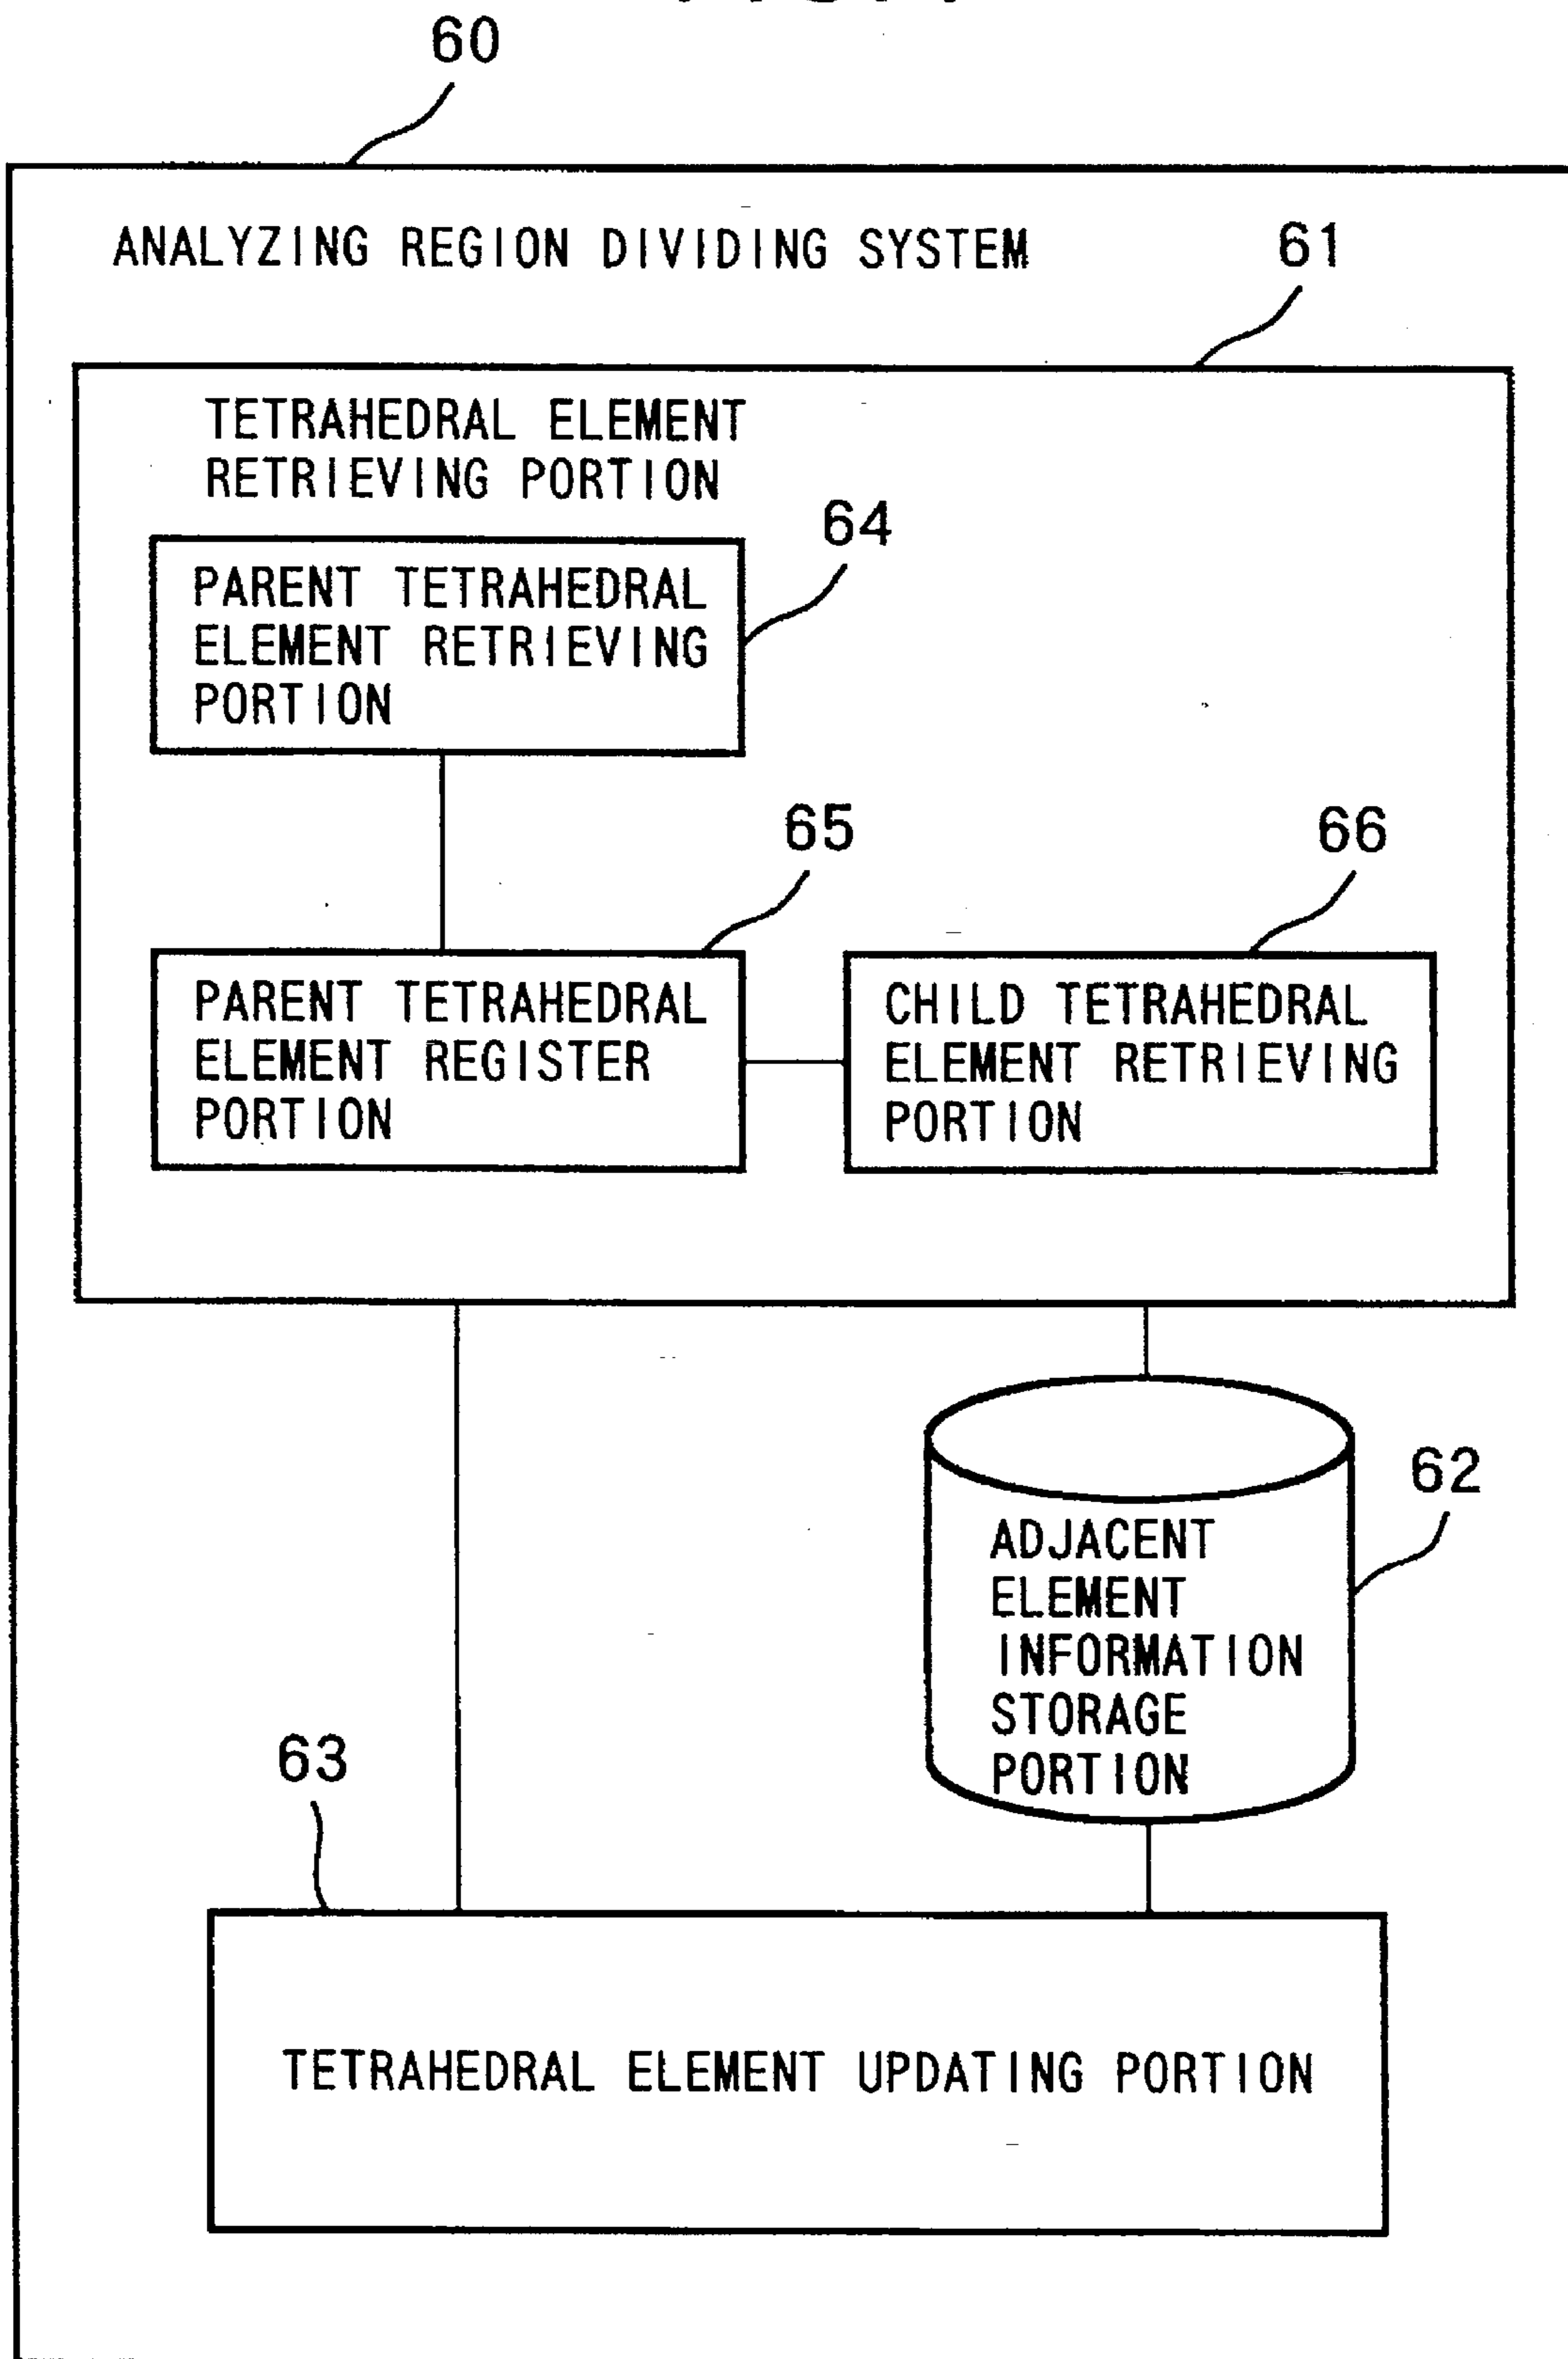 60
ANALYZING REGION DIVIDING SYSTEM
61
TETRAHEDRAL ELEMENT
RETRIEVING PORTION
64
PARENT TETRAHEDRAL
ELEMENT RETRIEVING
PORTION
65
66
PARENT TETRAHEDRAL
ELEMENT REGISTER
PORTION
CHILD TETRAHEDRAL
ELEMENT RETRIEVING
PORTION
62
ADJACENT
ELEMENT
INFORMATION
STORAGE
PORTION
63
TETRAHEDRAL ELEMENT UPDATING PORTION